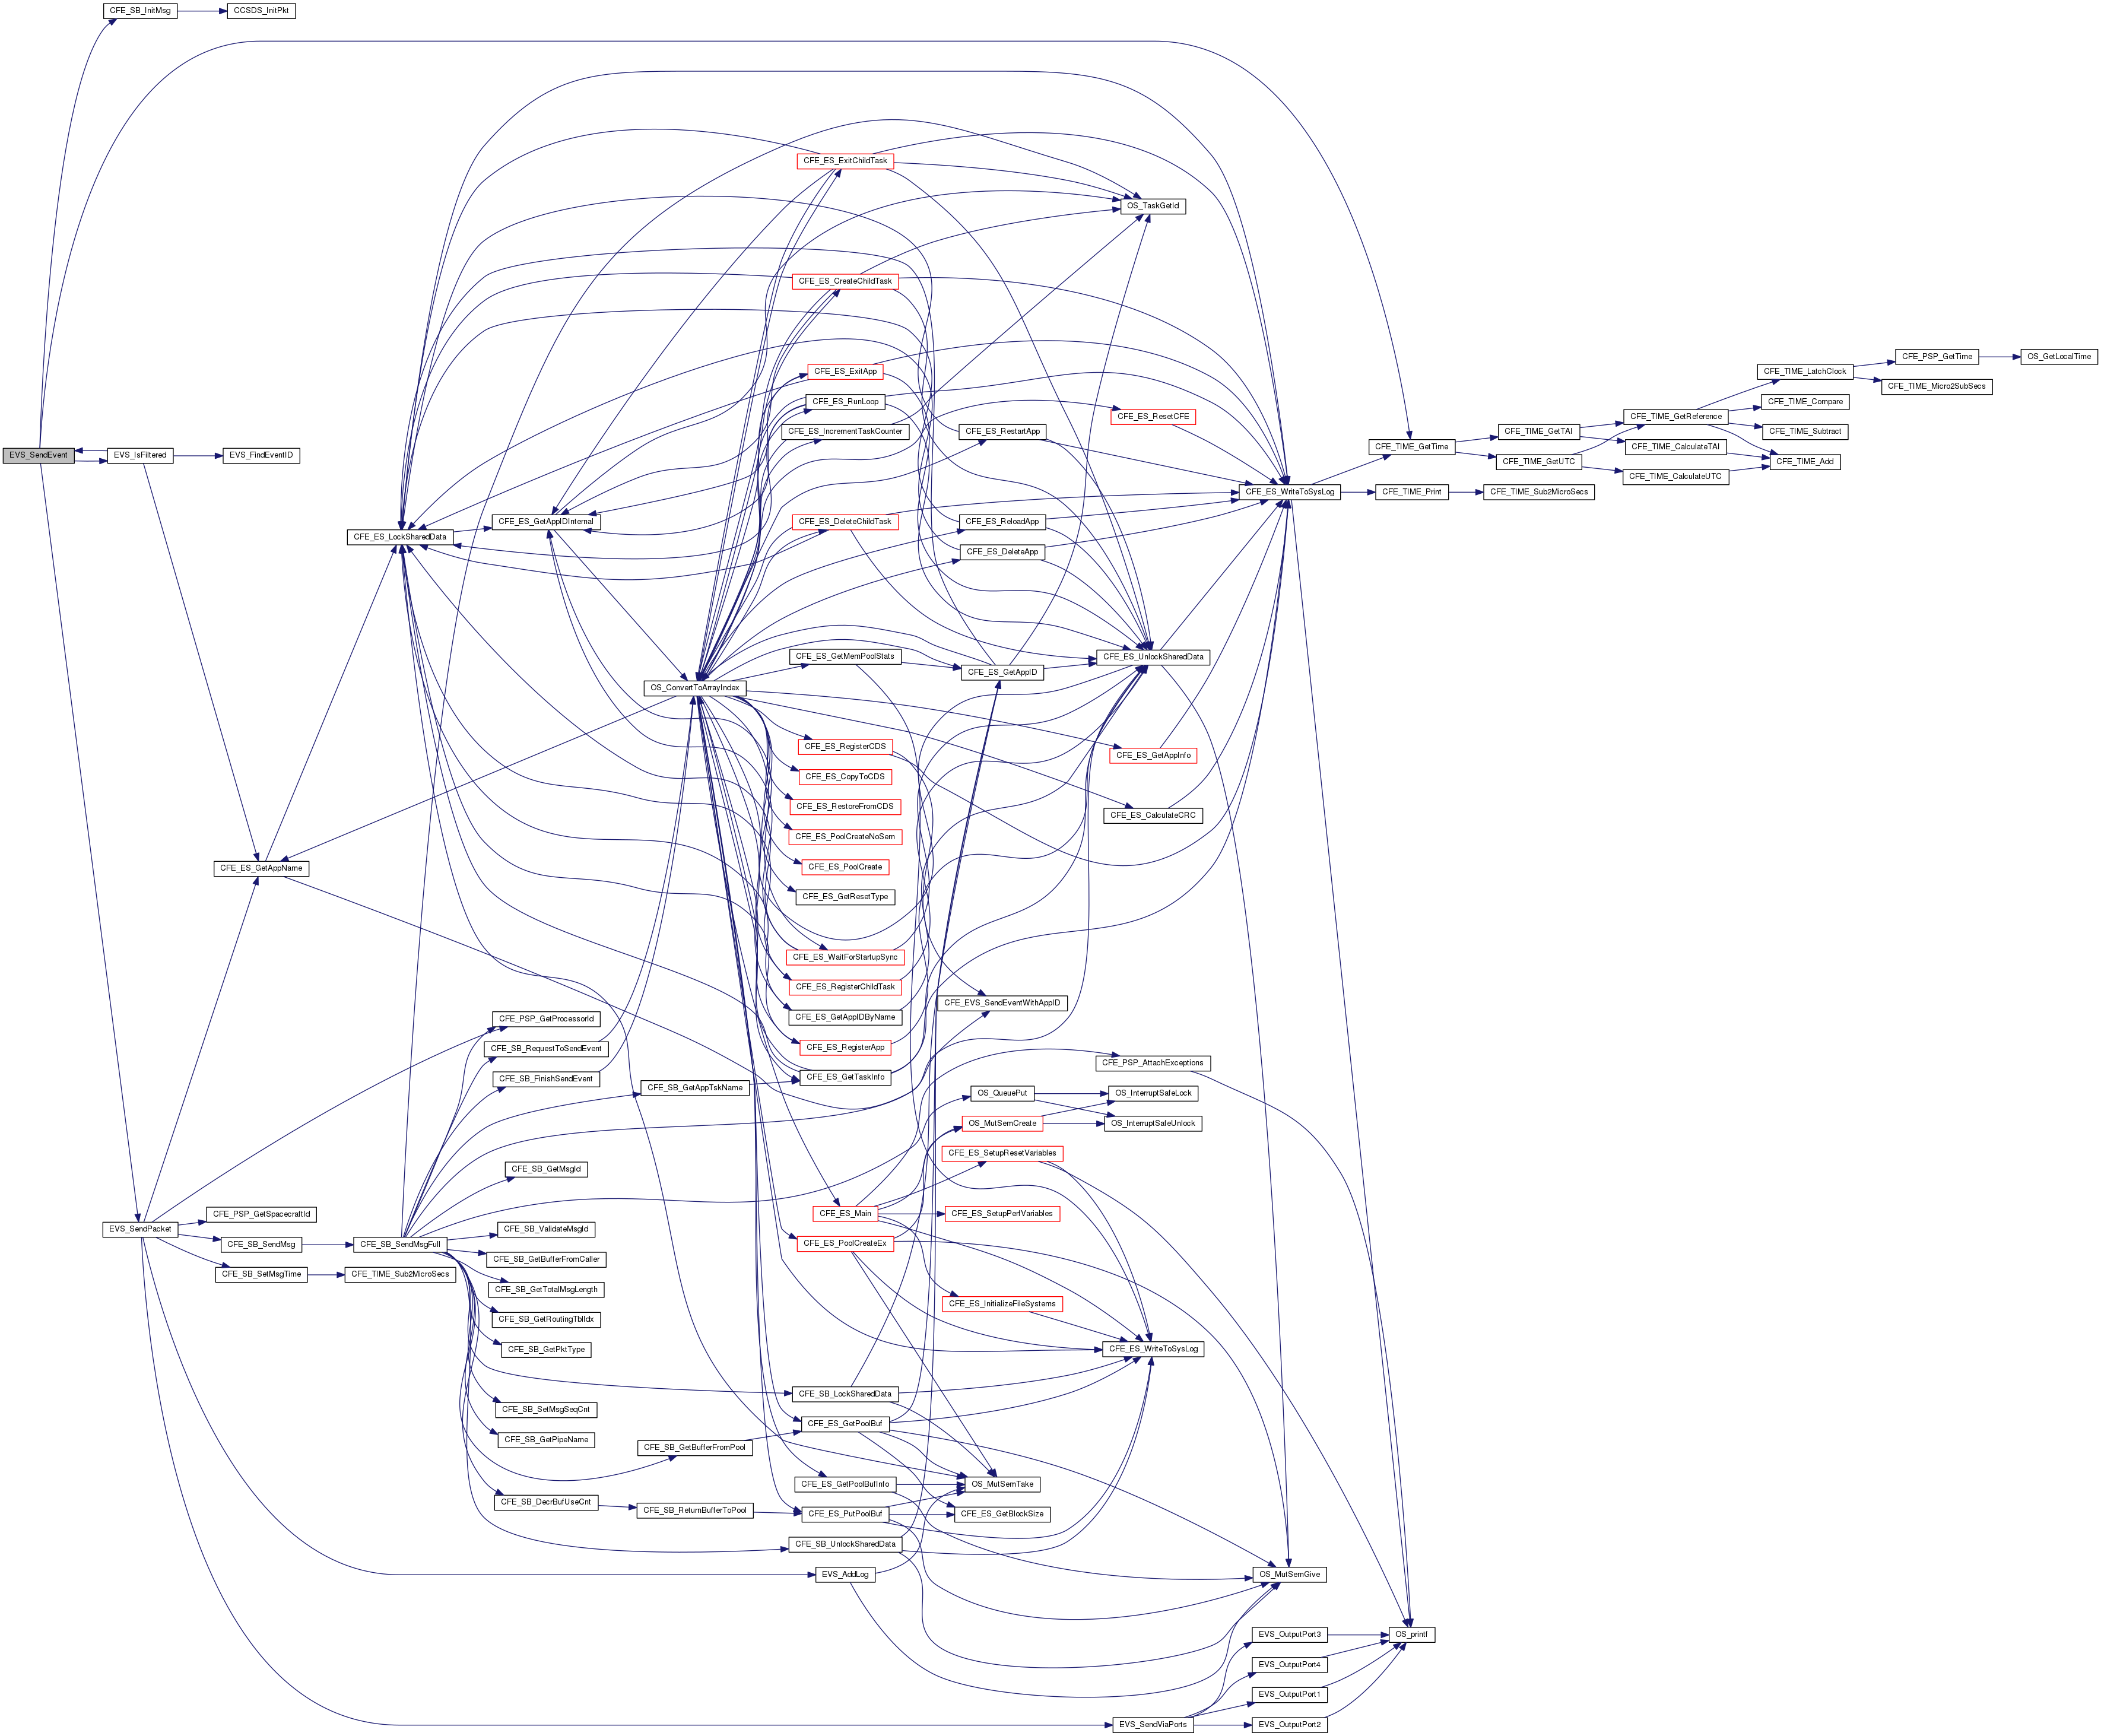 CFE_SB_InitMsg
CCSDS_InitPkt
CFE_ES_ExitChildTask
OS_TaskGetId
CFE_ES_CreateChildTask
CFE_PSP_GetTime
OS_GetLocalTime
CFE_TIME_LatchClock
CFE_TIME_Micro2SubSecs
CFE_ES_ExitApp
CFE_ES_RunLoop
CFE_TIME_Compare
CFE_ES_ResetCFE
CFE_TIME_GetReference
CFE_ES_IncrementTaskCounter
CFE_ES_RestartApp
CFE_TIME_GetTAI
CFE_TIME_Subtract
CFE_TIME_GetTime
CFE_TIME_CalculateTAI
EVS_SendEvent
EVS_IsFiltered
EVS_FindEventID
CFE_TIME_GetUTC
CFE_TIME_Add
CFE_TIME_CalculateUTC
CFE_ES_WriteToSysLog
CFE_TIME_Print
CFE_TIME_Sub2MicroSecs
CFE_ES_GetAppIDInternal
CFE_ES_DeleteChildTask
CFE_ES_ReloadApp
CFE_ES_LockSharedData
CFE_ES_DeleteApp
CFE_ES_GetMemPoolStats
CFE_ES_UnlockSharedData
CFE_ES_GetAppID
OS_ConvertToArrayIndex
CFE_ES_RegisterCDS
CFE_ES_GetAppInfo
CFE_ES_CopyToCDS
CFE_ES_RestoreFromCDS
CFE_ES_CalculateCRC
CFE_ES_PoolCreateNoSem
CFE_ES_GetAppName
CFE_ES_PoolCreate
CFE_ES_GetResetType
CFE_ES_WaitForStartupSync
CFE_ES_RegisterChildTask
CFE_EVS_SendEventWithAppID
CFE_PSP_GetProcessorId
CFE_ES_GetAppIDByName
CFE_SB_RequestToSendEvent
CFE_ES_RegisterApp
CFE_PSP_AttachExceptions
CFE_SB_FinishSendEvent
CFE_ES_GetTaskInfo
CFE_SB_GetAppTskName
OS_QueuePut
OS_InterruptSafeLock
OS_MutSemCreate
OS_InterruptSafeUnlock
CFE_ES_SetupResetVariables
CFE_SB_GetMsgId
CFE_PSP_GetSpacecraftId
CFE_ES_Main
CFE_ES_SetupPerfVariables
EVS_SendPacket
CFE_SB_ValidateMsgId
CFE_SB_SendMsg
CFE_SB_SendMsgFull
CFE_ES_PoolCreateEx
CFE_SB_GetBufferFromCaller
CFE_SB_SetMsgTime
CFE_TIME_Sub2MicroSecs
CFE_SB_GetTotalMsgLength
CFE_ES_InitializeFileSystems
CFE_SB_GetRoutingTblIdx
CFE_SB_GetPktType
CFE_ES_WriteToSysLog
CFE_SB_LockSharedData
CFE_SB_SetMsgSeqCnt
CFE_ES_GetPoolBuf
CFE_SB_GetPipeName
CFE_SB_GetBufferFromPool
CFE_ES_GetPoolBufInfo
OS_MutSemTake
CFE_SB_DecrBufUseCnt
CFE_SB_ReturnBufferToPool
CFE_ES_PutPoolBuf
CFE_ES_GetBlockSize
CFE_SB_UnlockSharedData
EVS_AddLog
OS_MutSemGive
EVS_OutputPort3
OS_printf
EVS_OutputPort4
EVS_OutputPort1
EVS_SendViaPorts
EVS_OutputPort2